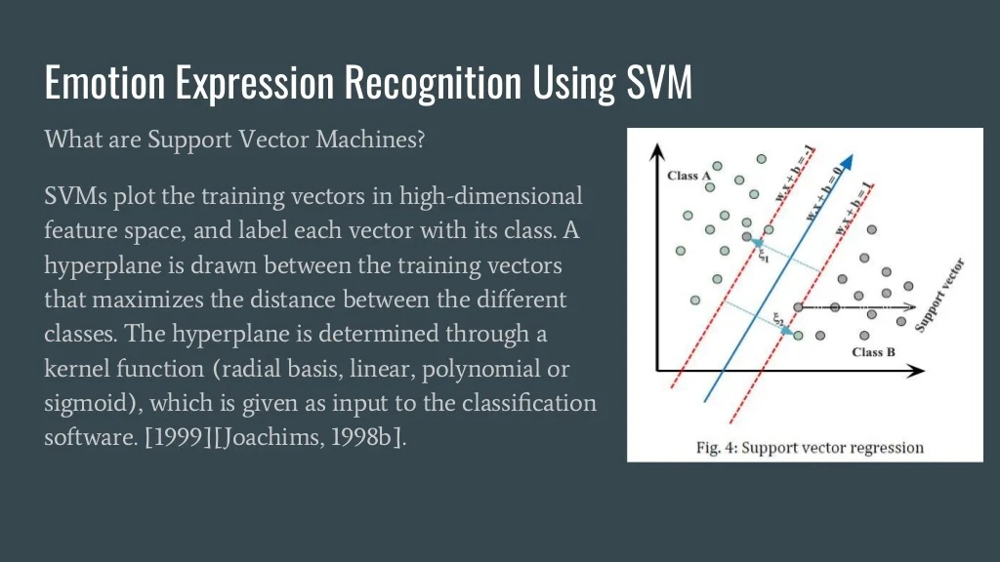 Emotion Expression Recognition Using SVM
What are Support Vector Machines?
SVMs plot the training vectors in high-dimensional
feature space, and label each vector with its class. A
hyperplane is drawn between the training vectors
that maximizes the distance between the different
classes. The hyperplane is determined through a
kernel function (radial basis, linear, polynomial or
sigmoid), which is given as input to the classification
software. [1999][Joachims, 1998b].
Class A
w.x + b = -1
w.x + b = 0
w.x + b = 1
ξ1
ξ2
Support vector
Class B
Fig. 4: Support vector regression